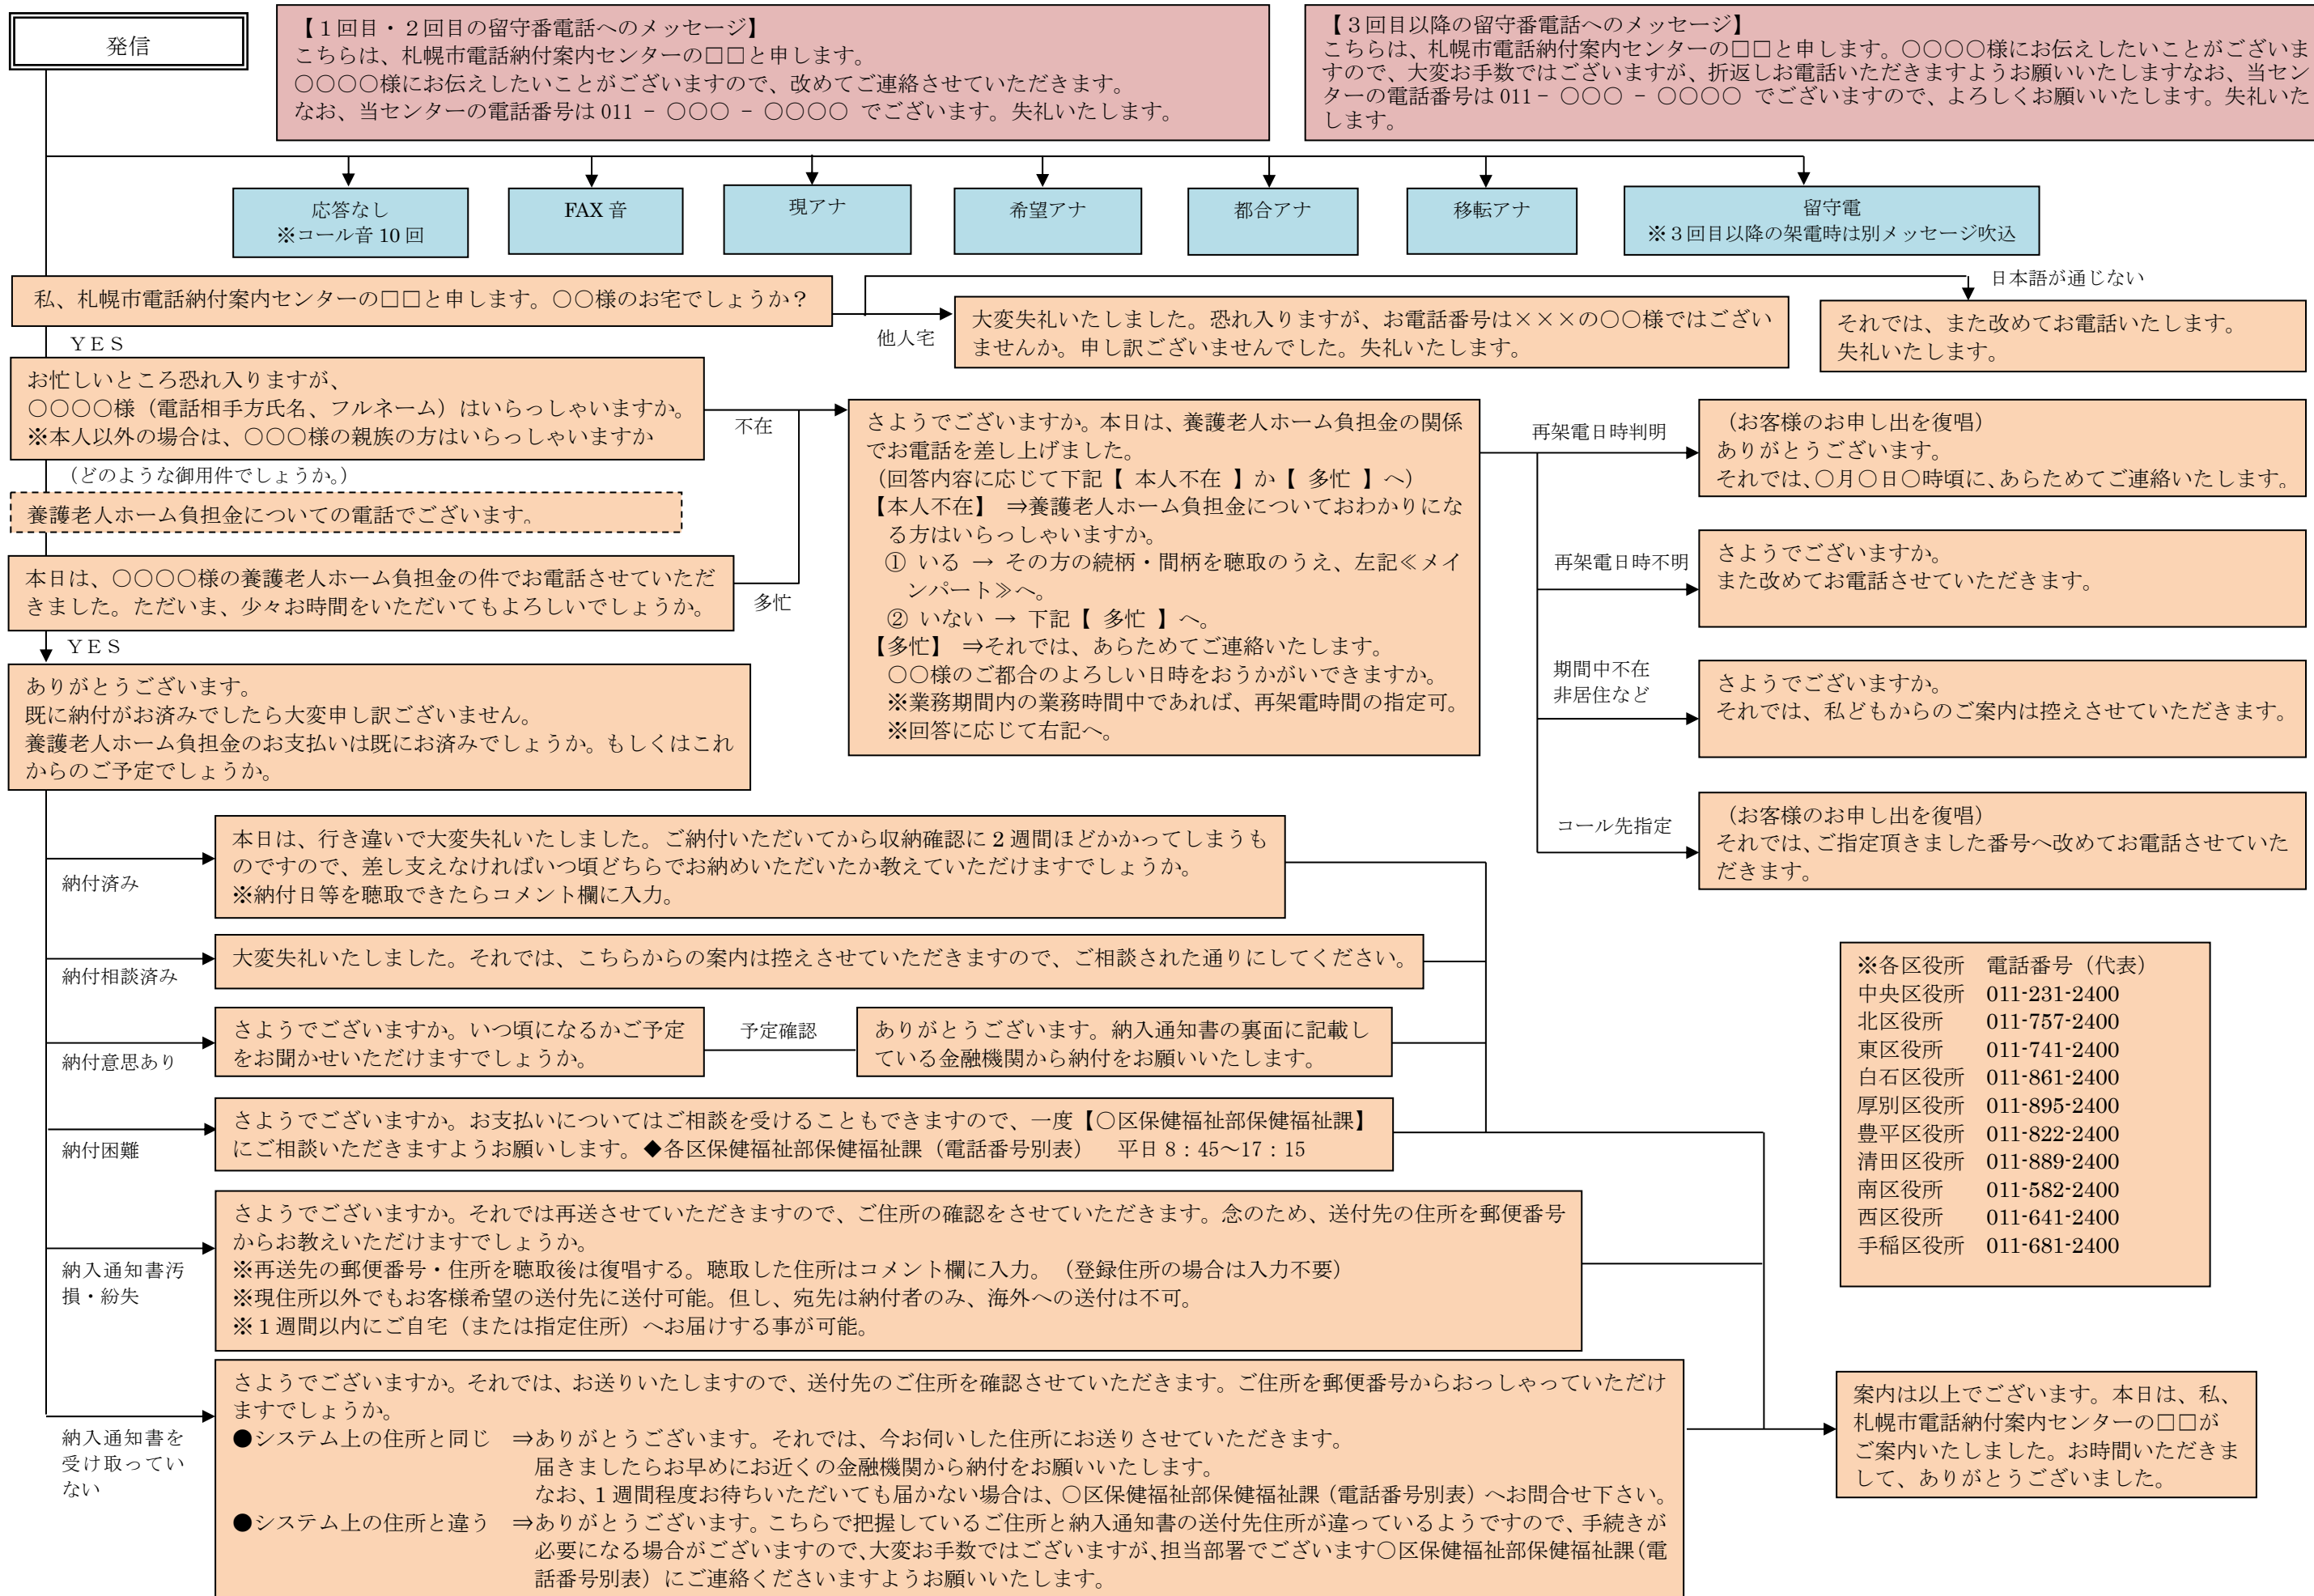 発信
【１回目・２回目の留守番電話へのメッセージ】
こちらは、札幌市電話納付案内センターの□□と申します。
○○○○様にお伝えしたいことがございますので、改めてご連絡させていただきます。
なお、当センターの電話番号は 011 － ○○○ － ○○○○ でございます。失礼いたします。
【３回目以降の留守番電話へのメッセージ】
こちらは、札幌市電話納付案内センターの□□と申します。○○○○様にお伝えしたいことがございま
すので、大変お手数ではございますが、折返しお電話いただきますようお願いいたしますなお、当セン
ターの電話番号は 011－ ○○○ － ○○○○ でございますので、よろしくお願いいたします。失礼いた
します。
応答なし
※コール音 10 回
FAX 音
現アナ
希望アナ
都合アナ
移転アナ
留守電
※３回目以降の架電時は別メッセージ吹込
私、札幌市電話納付案内センターの□□と申します。○○様のお宅でしょうか？
日本語が通じない
他人宅
大変失礼いたしました。恐れ入りますが、お電話番号は×××の○○様ではござい
ませんか。申し訳ございませんでした。失礼いたします。
それでは、また改めてお電話いたします。
失礼いたします。
ＹＥＳ
お忙しいところ恐れ入りますが、
○○○○様（電話相手方氏名、フルネーム）はいらっしゃいますか。
※本人以外の場合は、○○○様の親族の方はいらっしゃいますか
不在
（どのような御用件でしょうか。）
養護老人ホーム負担金についての電話でございます。
本日は、○○○○様の養護老人ホーム負担金の件でお電話させていただ
きました。ただいま、少々お時間をいただいてもよろしいでしょうか。
多忙
ＹＥＳ
さようでございますか。本日は、養護老人ホーム負担金の関係
でお電話を差し上げました。
（回答内容に応じて下記【 本人不在 】か【 多忙 】へ）
【本人不在】 ⇒養護老人ホーム負担金についておわかりにな
る方はいらっしゃいますか。
① いる → その方の続柄・間柄を聴取のうえ、左記≪メイ
ンパート≫へ。
② いない → 下記【 多忙 】へ。
【多忙】 ⇒それでは、あらためてご連絡いたします。
○○様のご都合のよろしい日時をおうかがいできますか。
※業務期間内の業務時間中であれば、再架電時間の指定可。
※回答に応じて右記へ。
再架電日時判明
（お客様のお申し出を復唱）
ありがとうございます。
それでは、○月○日○時頃に、あらためてご連絡いたします。
再架電日時不明
さようでございますか。
また改めてお電話させていただきます。
期間中不在
非居住など
さようでございますか。
それでは、私どもからのご案内は控えさせていただきます。
コール先指定
（お客様のお申し出を復唱）
それでは、ご指定頂きました番号へ改めてお電話させていた
だきます。
ありがとうございます。
既に納付がお済みでしたら大変申し訳ございません。
養護老人ホーム負担金のお支払いは既にお済みでしょうか。もしくはこれ
からのご予定でしょうか。
納付済み
本日は、行き違いで大変失礼いたしました。ご納付いただいてから収納確認に 2 週間ほどかかってしまうも
のですので、差し支えなければいつ頃どちらでお納めいただいたか教えていただけますでしょうか。
※納付日等を聴取できたらコメント欄に入力。
納付相談済み
大変失礼いたしました。それでは、こちらからの案内は控えさせていただきますので、ご相談された通りにしてください。
納付意思あり
さようでございますか。いつ頃になるかご予定
をお聞かせいただけますでしょうか。
予定確認
ありがとうございます。納入通知書の裏面に記載し
ている金融機関から納付をお願いいたします。
納付困難
さようでございますか。お支払いについてはご相談を受けることもできますので、一度【○区保健福祉部保健福祉課】
にご相談いただきますようお願いします。◆各区保健福祉部保健福祉課（電話番号別表）　平日 8：45～17：15
納入通知書汚
損・紛失
さようでございますか。それでは再送させていただきますので、ご住所の確認をさせていただきます。念のため、送付先の住所を郵便番号
からお教えいただけますでしょうか。
※再送先の郵便番号・住所を聴取後は復唱する。聴取した住所はコメント欄に入力。（登録住所の場合は入力不要）
※現住所以外でもお客様希望の送付先に送付可能。但し、宛先は納付者のみ、海外への送付は不可。
※１週間以内にご自宅（または指定住所）へお届けする事が可能。
納入通知書を
受け取ってい
ない
さようでございますか。それでは、お送りいたしますので、送付先のご住所を確認させていただきます。ご住所を郵便番号からおっしゃっていただけ
ますでしょうか。
●システム上の住所と同じ　⇒ありがとうございます。それでは、今お伺いした住所にお送りさせていただきます。
届きましたらお早めにお近くの金融機関から納付をお願いいたします。
なお、1 週間程度お待ちいただいても届かない場合は、○区保健福祉部保健福祉課（電話番号別表）へお問合せ下さい。
●システム上の住所と違う　⇒ありがとうございます。こちらで把握しているご住所と納入通知書の送付先住所が違っているようですので、手続きが
必要になる場合がございますので、大変お手数ではございますが、担当部署でございます○区保健福祉部保健福祉課（電
話番号別表）にご連絡くださいますようお願いいたします。
※各区役所　電話番号（代表）
中央区役所　011-231-2400
北区役所　011-757-2400
東区役所　011-741-2400
白石区役所　011-861-2400
厚別区役所　011-895-2400
豊平区役所　011-822-2400
清田区役所　011-889-2400
南区役所　011-582-2400
西区役所　011-641-2400
手稲区役所　011-681-2400
案内は以上でございます。本日は、私、
札幌市電話納付案内センターの□□が
ご案内いたしました。お時間いただきま
して、ありがとうございました。